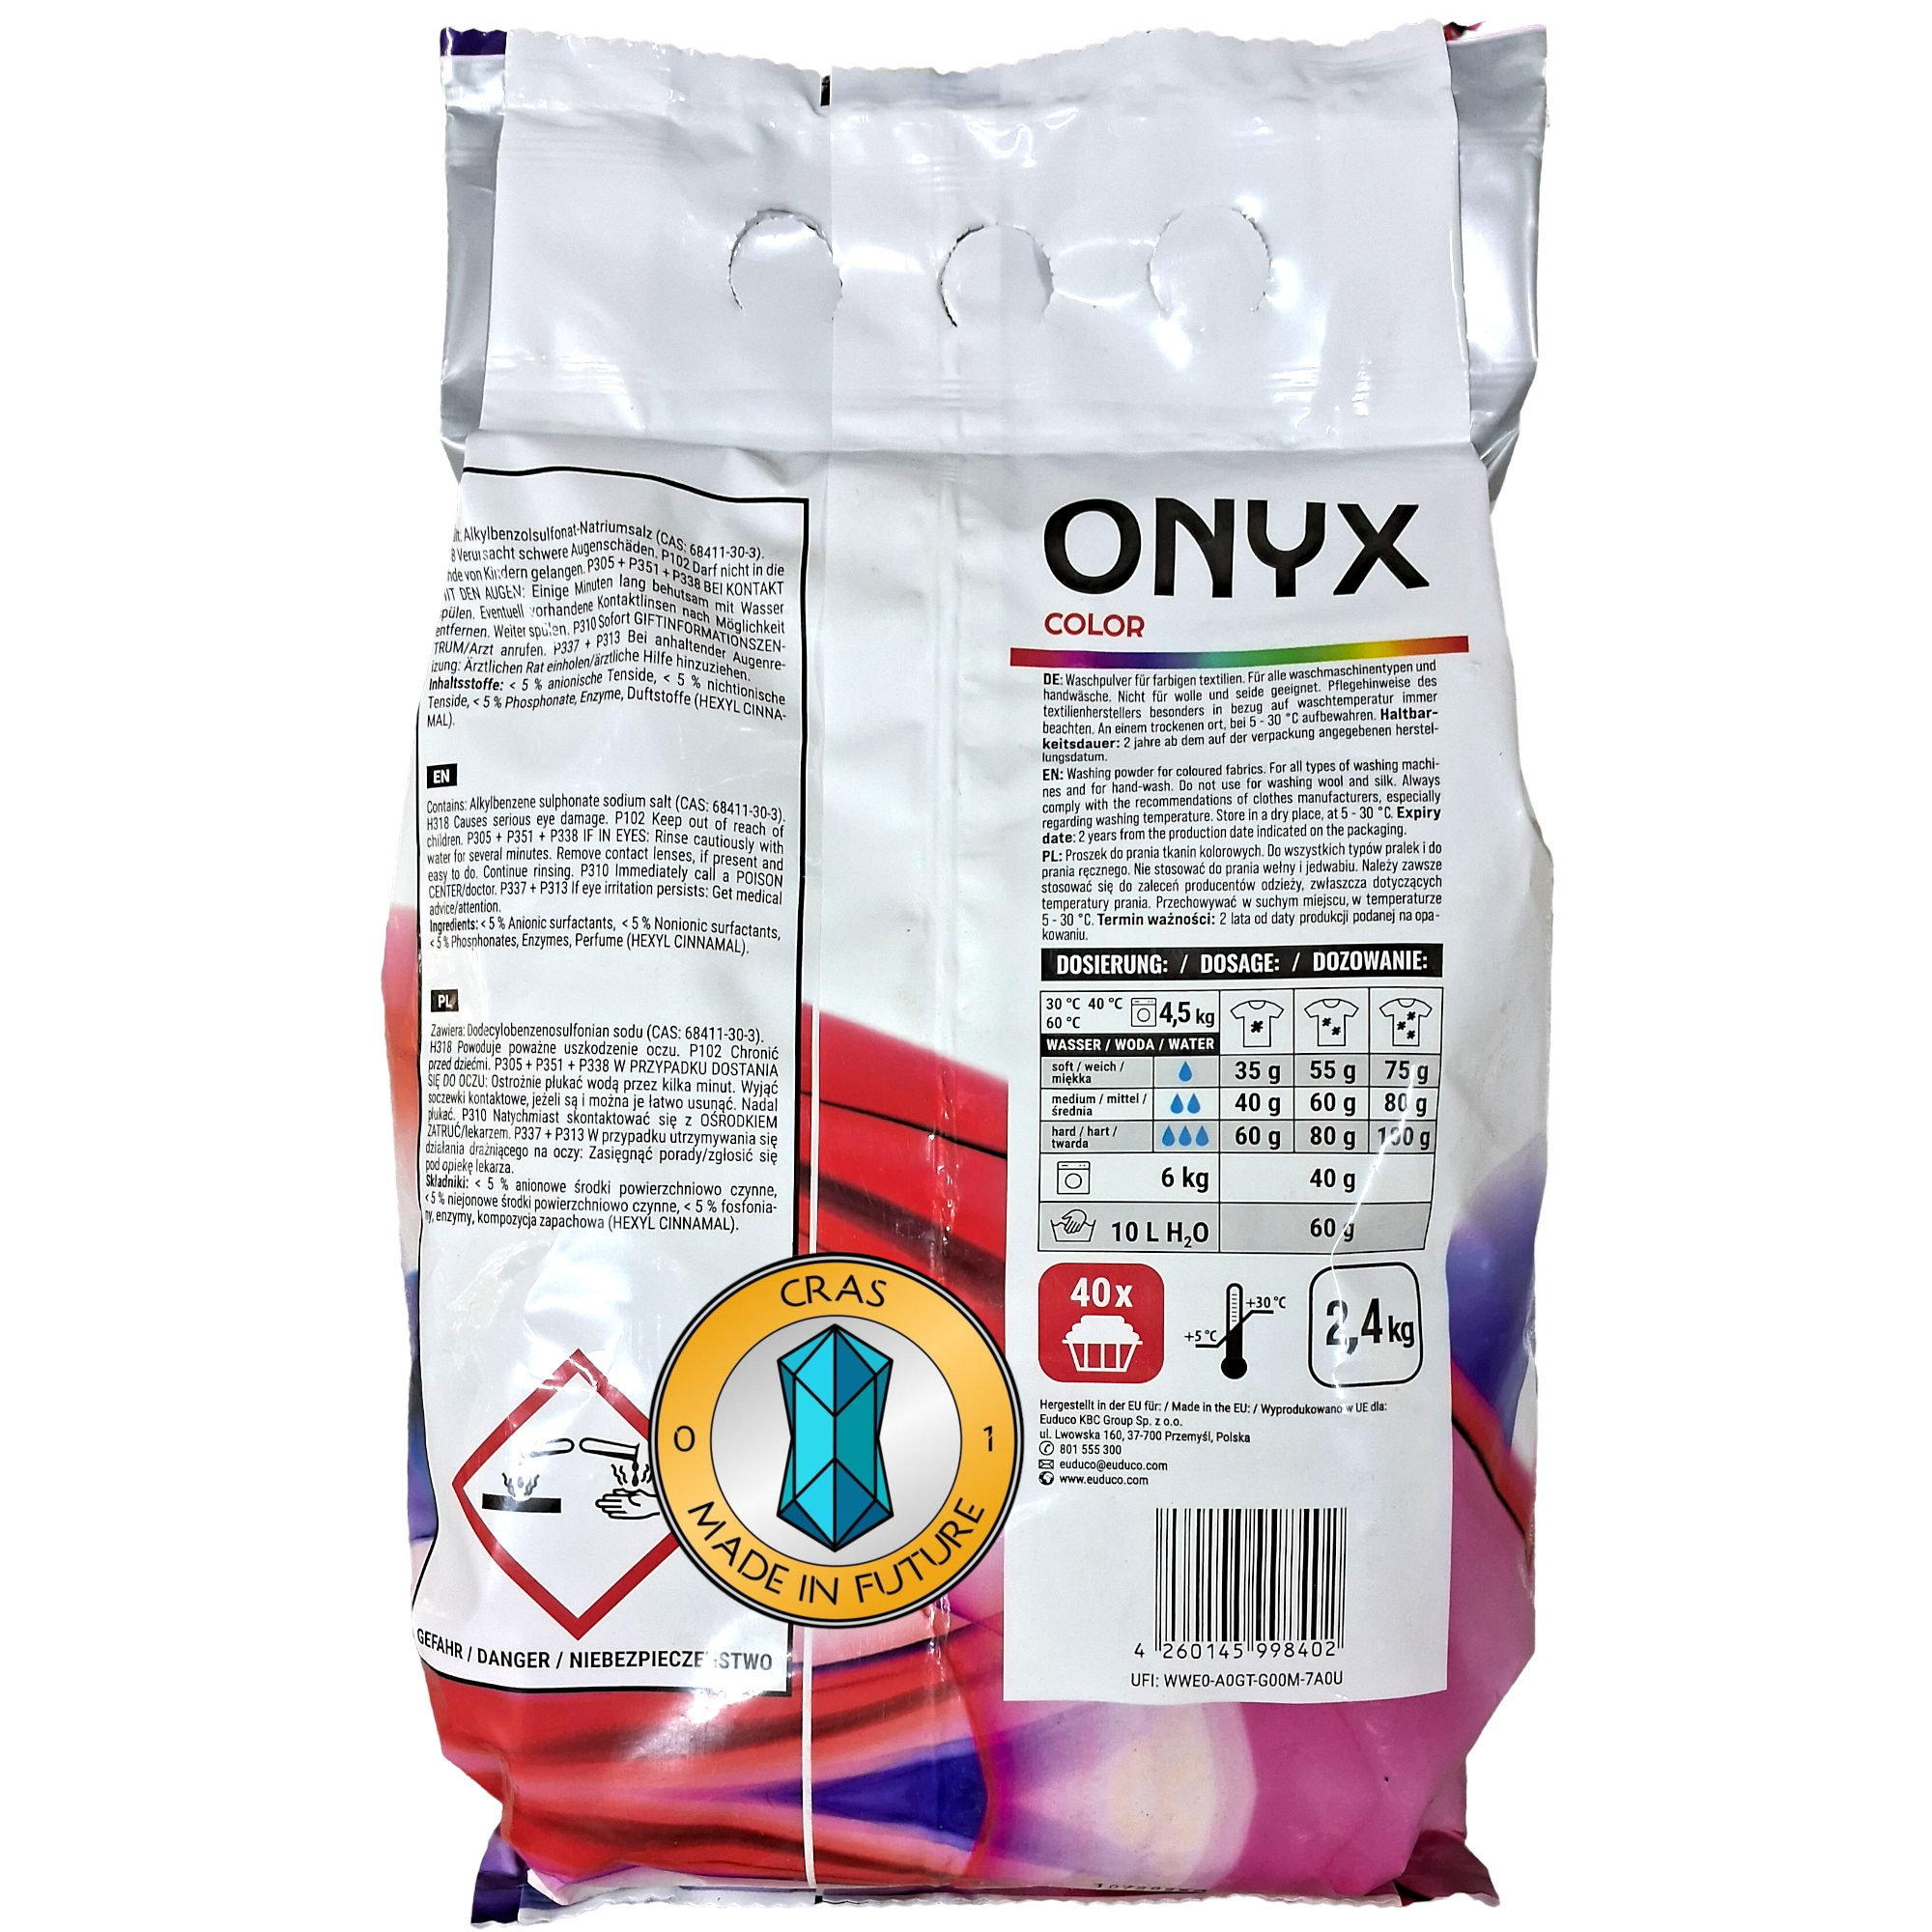 Alkylbenzolsulfonat-Natriumsalz (CAS: 68411-30-3).
Verursacht schwere Augenschäden. P102 Darf nicht in die
von Kindern gelangen. P305 + P351 + P338 BEI KONTAKT
DEN AUGEN: Einige Minuten lang behutsam mit Wasser
Eventuell vorhandene Kontaktlinsen nach Möglichkeit
entfernen. Weiter spülen. P310 Sofort GIFTINFORMATIONSZEN-
TRUM/Arzt anrufen. P337 + P313 Bei anhaltender Augenre-
izung: Ärztlichen Rat einholen/ärztliche Hilfe hinzuziehen.
Inhaltsstoffe: < 5 % anionische Tenside, < 5 % nichtionische
Tenside, < 5 % Phosphonate, Enzyme, Duftstoffe (HEXYL CINNA-
MAL).
EN
Contains: Alkylbenzene sulphonate sodium salt (CAS: 68411-30-3).
H318 Causes serious eye damage. P102 Keep out of reach of
children. P305 + P351 + P338 IF IN EYES: Rinse cautiously with
water for several minutes. Remove contact lenses, if present and
easy to do. Continue rinsing. P310 Immediately call a POISON
CENTER/doctor. P337 + P313 If eye irritation persists: Get medical
advice/attention.
Ingredients: < 5 % Anionic surfactants, < 5 % Nonionic surfactants,
< 5 % Phosphonates, Enzymes, Perfume (HEXYL CINNAMAL).
PL
Zawiera: Dodecylobenzenosulfonian sodu (CAS: 68411-30-3).
H318 Powoduje poważne uszkodzenie oczu. P102 Chronić
przed dziećmi. P305 + P351 + P338 W PRZYPADKU DOSTANIA
SIĘ DO OCZU: Ostrożnie płukać wodą przez kilka minut. Wyjąć
soczewki kontaktowe, jeżeli są i można je łatwo usunąć. Nadal
płukać. P310 Natychmiast skontaktować się z OŚRODKIEM
ZATRUĆ/lekarzem. P337 + P313 W przypadku utrzymywania się
działania drażniącego na oczy: Zasięgnąć porady/zgłosić się
pod opiekę lekarza.
Składniki: < 5 % anionowe środki powierzchniowo czynne,
< 5 % niejonowe środki powierzchniowo czynne, < 5 % fosfonia-
ny, enzymy, kompozycja zapachowa (HEXYL CINNAMAL).
GEFAHR / DANGER / NIEBEZPIECZEŃSTWO
CRAS
0 1
MADE IN FUTURE
ONYX
COLOR
DE: Waschpulver für farbigen textilien. Für alle waschmaschinentypen und
handwäsche. Nicht für wolle und seide geeignet. Pflegehinweise des
textilienherstellers besonders in bezug auf waschtemperatur immer
beachten. An einem trockenen ort, bei 5 - 30 °C aufbewahren. Haltbar-
keitsdauer: 2 jahre ab dem auf der verpackung angegebenen herstel-
lungsdatum.
EN: Washing powder for coloured fabrics. For all types of washing machi-
nes and for hand-wash. Do not use for washing wool and silk. Always
comply with the recommendations of clothes manufacturers, especially
regarding washing temperature. Store in a dry place, at 5 - 30 °C. Expiry
date: 2 years from the production date indicated on the packaging.
PL: Proszek do prania tkanin kolorowych. Do wszystkich typów pralek i do
prania ręcznego. Nie stosować do prania wełny i jedwabiu. Należy zawsze
stosować się do zaleceń producentów odzieży, zwłaszcza dotyczących
temperatury prania. Przechowywać w suchym miejscu, w temperaturze
5 - 30 °C. Termin ważności: 2 lata od daty produkcji podanej na opa-
kowaniu.
DOSIERUNG: / DOSAGE: / DOZOWANIE:
30 °C 40 °C
60 °C
4,5 kg
WASSER / WODA / WATER
soft / weich /
miękka
35 g 55 g 75 g
medium / mittel /
średnia
40 g 60 g 80 g
hard / hart /
twarda
60 g 80 g 100 g
6 kg 40 g
10 L H₂O 60 g
40x
+5 °C
+30 °C
2,4 kg
Hergestellt in der EU für: / Made in the EU: / Wyprodukowano w UE dla:
Euduco KBC Group Sp. z o.o.
ul. Lwowska 160, 37-700 Przemyśl, Polska
801 555 300
euduco@euduco.com
www.euduco.com
4 260145 998402
UFI: WWE0-A0GT-G00M-7A0U